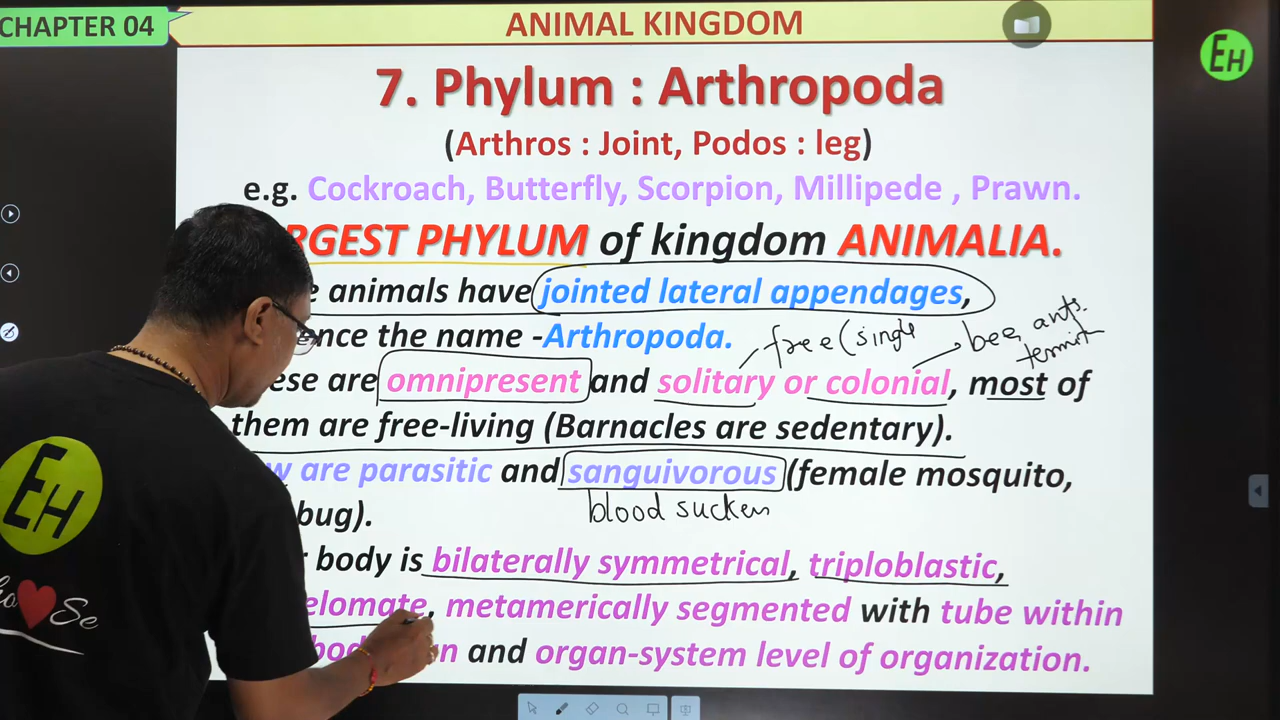 CHAPTER 04
ANIMAL KINGDOM
EH
7. Phylum : Arthropoda
(Arthros : Joint, Podos : leg)
e.g. Cockroach, Butterfly, Scorpion, Millipede , Prawn.
RGEST PHYLUM of kingdom ANIMALIA.
e animals have jointed lateral appendages,
ence the name -Arthropoda.
free (single
bee, ants.
termit
ese are omnipresent and solitary or colonial, most of
them are free-living (Barnacles are sedentary).
w are parasitic and sanguivorous (female mosquito,
bug).
blood suckers
body is bilaterally symmetrical, triploblastic,
elomate, metamerically segmented with tube within
and organ-system level of organization.
EH
Se